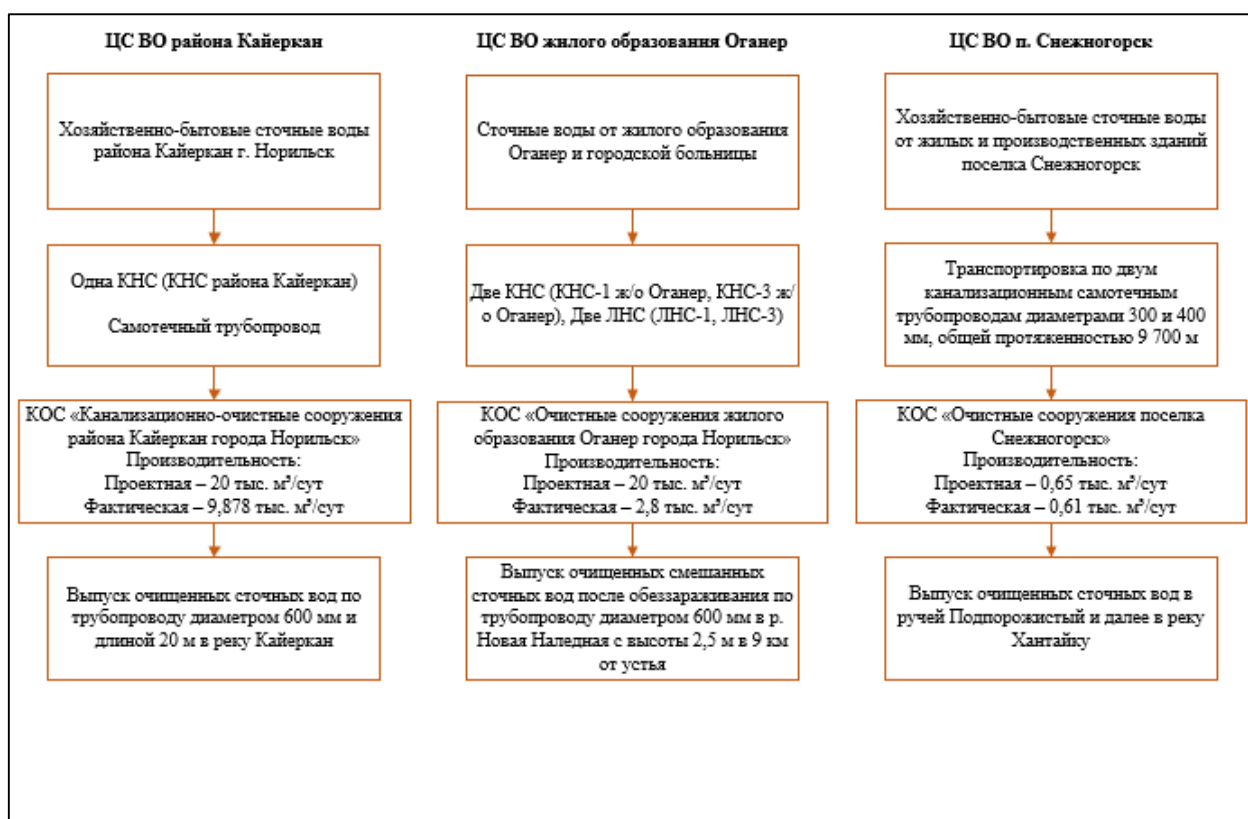 ЦС ВО района Кайеркан
Хозяйственно-бытовые сточные воды
района Кайеркан г. Норильск
Одна КНС (КНС район Кайеркан)
Самотечный трубопровод
КОС «Канализационно-очистные сооружения
района Кайеркан города Норильск»
Производительность:
Проектная – 20 тыс. м³/сут
Фактическая – 9,878 тыс. м³/сут
Выпуск очищенных сточных вод по
трубопроводу диаметром 600 мм и
длиной 20 м в реку Кайеркан
ЦС ВО жилого образования Оганер
Сточные воды от жилого образования
Оганер и городской больницы
Две КНС (КНС-1 ж/о Оганер, КНС-3 ж/
о Оганер), Две ЛНС (ЛНС-1, ЛНС-3)
КОС «Очистные сооружения жилого
образования Оганер города Норильск»
Производительность:
Проектная – 20 тыс. м³/сут
Фактическая – 2,8 тыс. м³/сут
Выпуск очищенных смешанных
сточных вод после обеззараживания по
трубопроводу диаметром 600 мм в р.
Новая Наледная с высоты 2,5 м в 9 км
от устья
ЦС ВО п. Снежногорск
Хозяйственно-бытовые сточные воды
от жилых и производственных зданий
поселка Снежногорск
Транспортировка по двум
канализационным самотечным
трубопроводам диаметрами 300 и 400
мм, общей протяженностью 9 700 м
КОС «Очистные сооружения поселка
Снежногорск»
Производительность:
Проектная – 0,65 тыс. м³/сут
Фактическая – 0,61 тыс. м³/сут
Выпуск очищенных сточных вод в
ручей Подпорожистый и далее в реку
Хантайку